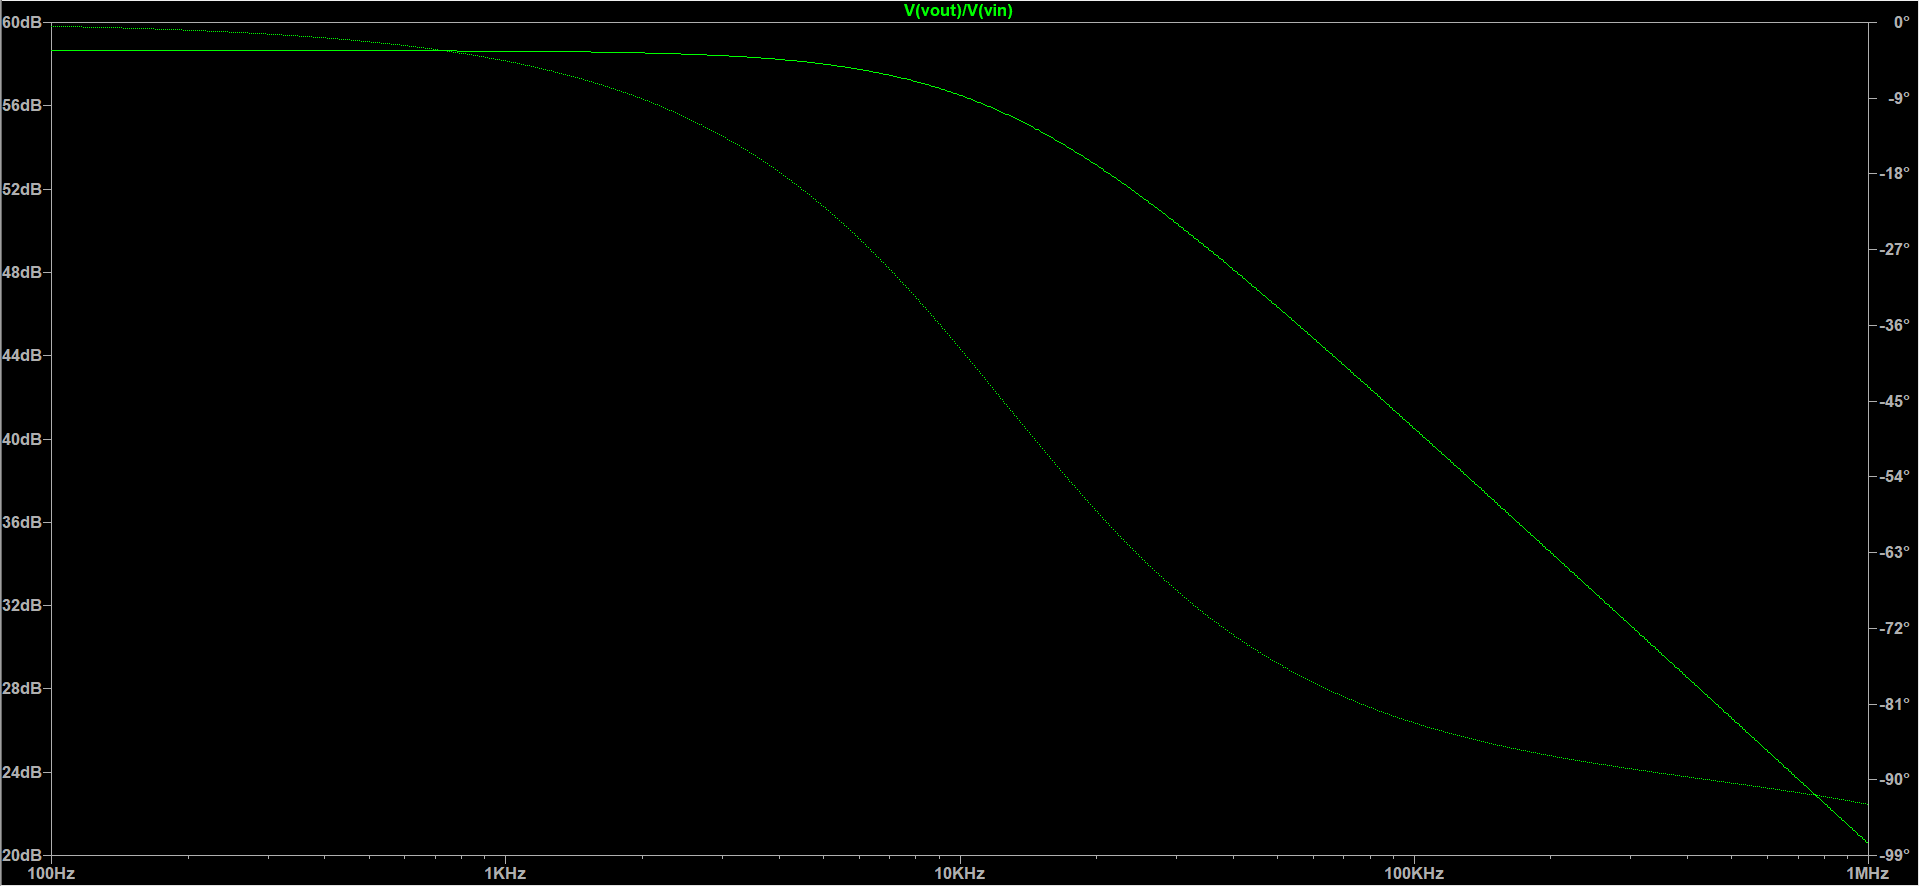 V(vout)/V(vin)
60dB
56dB
52dB
48dB
44dB
40dB
36dB
32dB
28dB
24dB
20dB
0°
-9°
-18°
-27°
-36°
-45°
-54°
-63°
-72°
-81°
-90°
-99°
100Hz 1KHz 10KHz 100KHz 1MHz